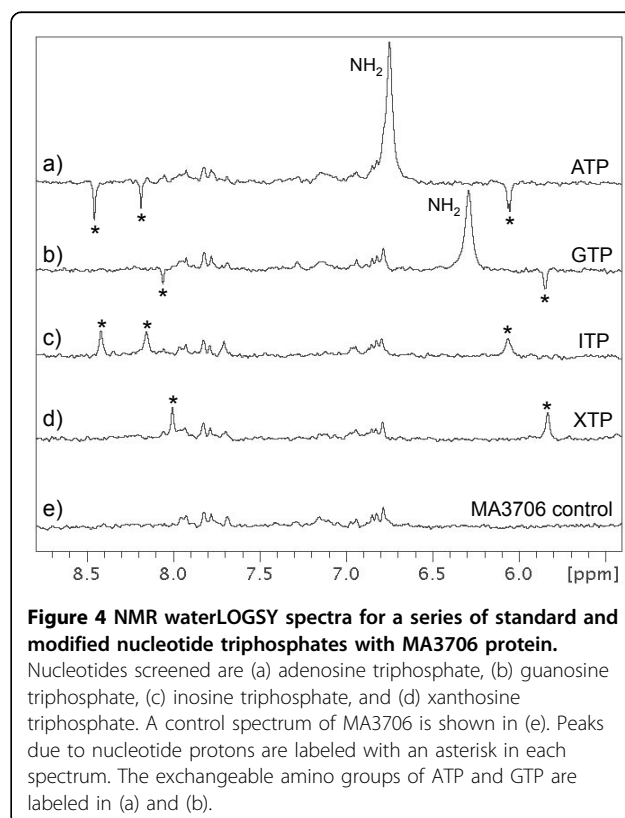 NH2
a)
ATP
* * *
NH2
b)
GTP
* *
* * *
c)
ITP
* *
d)
XTP
e)
MA3706 control
8.5 8.0 7.5 7.0 6.5 6.0 [ppm]
Figure 4 NMR waterLOGSY spectra for a series of standard and
modified nucleotide triphosphates with MA3706 protein.
Nucleotides screened are (a) adenosine triphosphate, (b) guanosine
triphosphate, (c) inosine triphosphate, and (d) xanthosine
triphosphate. A control spectrum of MA3706 is shown in (e). Peaks
due to nucleotide protons are labeled with an asterisk in each
spectrum. The exchangeable amino groups of ATP and GTP are
labeled in (a) and (b).